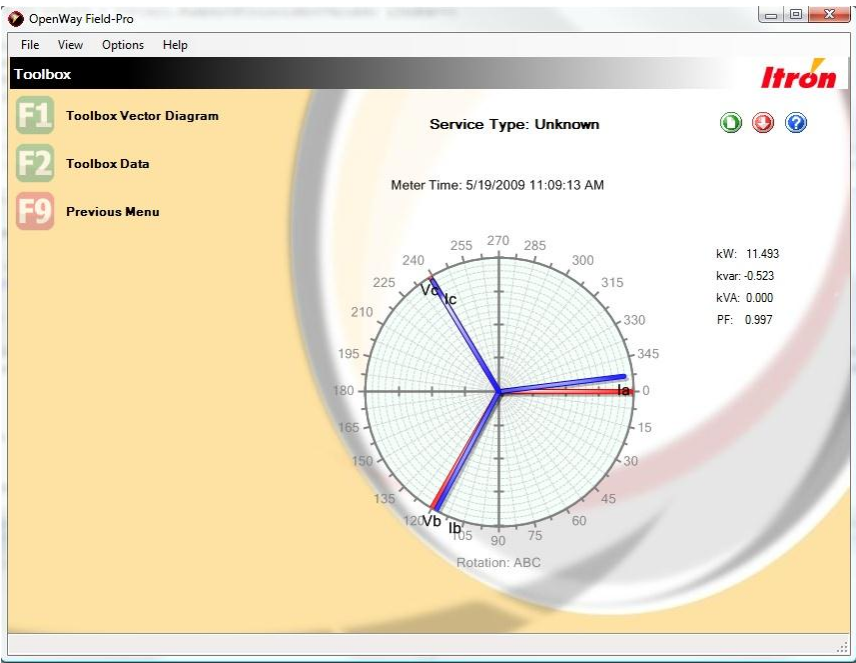 OpenWay Field-Pro
File View Options Help
Toolbox
Itrón
F1 Toolbox Vector Diagram
F2 Toolbox Data
F9 Previous Menu
Service Type: Unknown
Meter Time: 5/19/2009 11:09:13 AM
270
255 285
240 300
225 315
210 330
195 345
180 0
165 15
150 30
135 45
120 60
105 75
90
Vc Ic
Ia
Vb Ib
Rotation: ABC
kW: 11.493
kvar: -0.523
kVA: 0.000
PF: 0.997